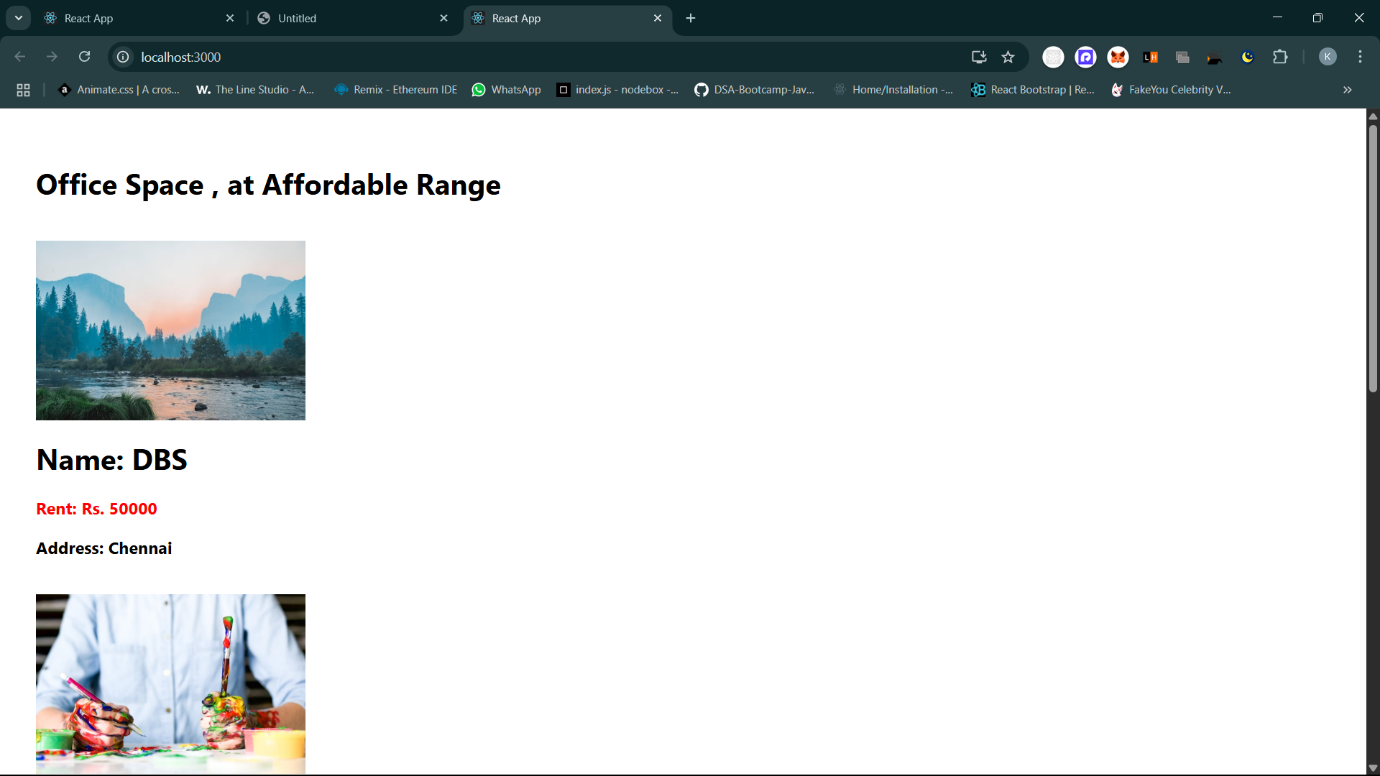 React App
Untitled
React App
localhost:3000
K
Animate.css | A cros...
The Line Studio - A...
Remix - Ethereum IDE
WhatsApp
index.js - nodebox -...
DSA-Bootcamp-Jav...
Home/Installation -...
React Bootstrap | Re...
FakeYou Celebrity V...
Office Space , at Affordable Range
Name: DBS
Rent: Rs. 50000
Address: Chennai